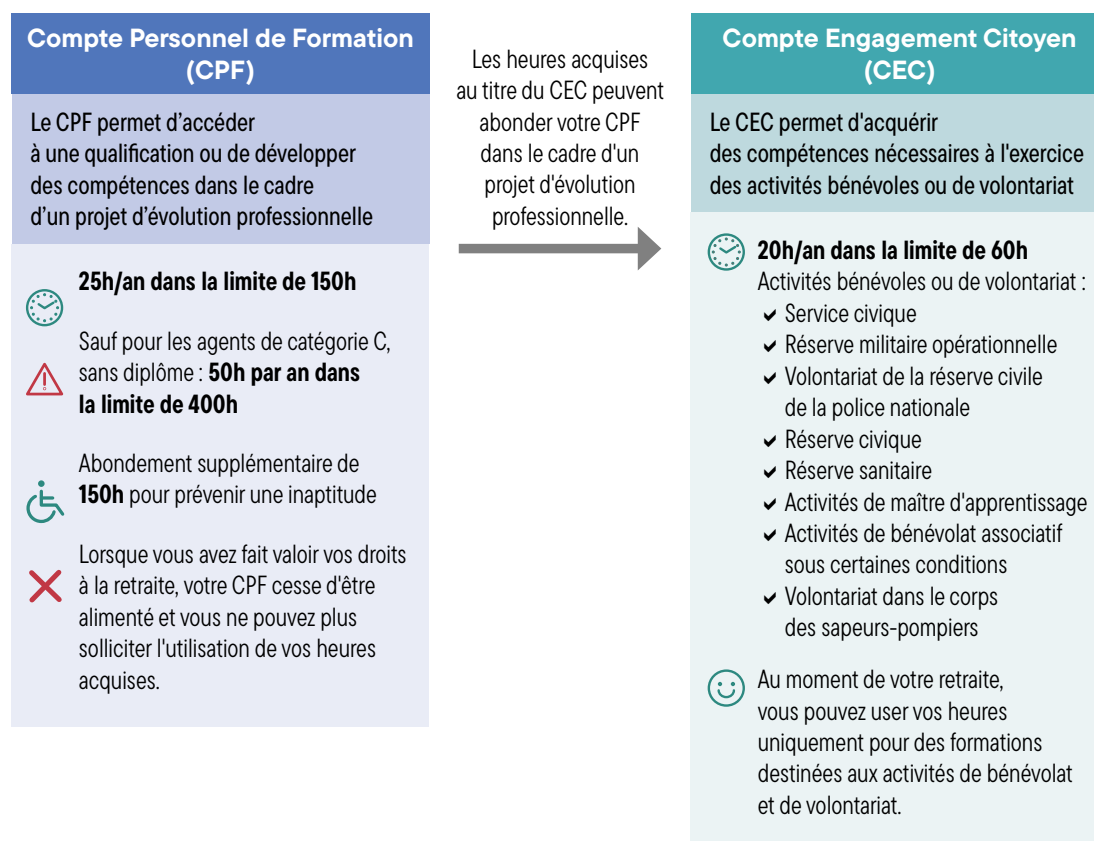 Compte Personnel de Formation
(CPF)
Le CPF permet d’accéder
à une qualification ou de développer
des compétences dans le cadre
d’un projet d’évolution professionnelle
25h/an dans la limite de 150h
Sauf pour les agents de catégorie C,
sans diplôme : 50h par an dans
la limite de 400h
Abondement supplémentaire de
150h pour prévenir une inaptitude
Lorsque vous avez fait valoir vos droits
à la retraite, votre CPF cesse d'être
alimenté et vous ne pouvez plus
solliciter l'utilisation de vos heures
acquises.
Les heures acquises
au titre du CEC peuvent
abonder votre CPF
dans le cadre d'un
projet d'évolution
professionnelle.
Compte Engagement Citoyen
(CEC)
Le CEC permet d'acquérir
des compétences nécessaires à l'exercice
des activités bénévoles ou de volontariat
20h/an dans la limite de 60h
Activités bénévoles ou de volontariat :
Service civique
Réserve militaire opérationnelle
Volontariat de la réserve civile
de la police nationale
Réserve civique
Réserve sanitaire
Activités de maître d'apprentissage
Activités de bénévolat associatif
sous certaines conditions
Volontariat dans le corps
des sapeurs-pompiers
Au moment de votre retraite,
vous pouvez user vos heures
uniquement pour des formations
destinées aux activités de bénévolat
et de volontariat.